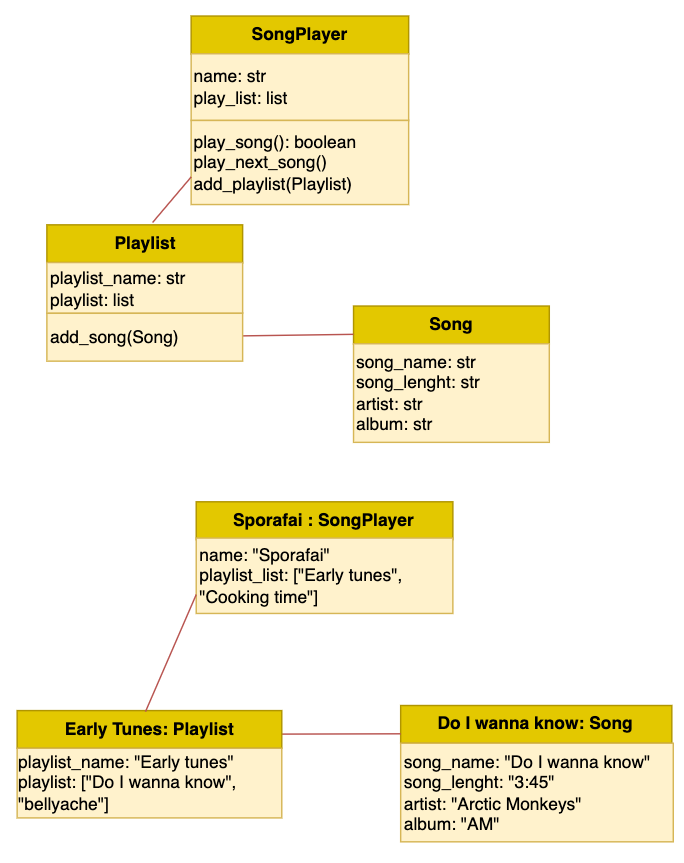 SongPlayer
name: str
play_list: list
play_song(): boolean
play_next_song()
add_playlist(Playlist)
Playlist
playlist_name: str
playlist: list
add_song(Song)
Song
song_name: str
song_lenght: str
artist: str
album: str
Sporafai : SongPlayer
name: "Sporafai"
playlist_list: ["Early tunes",
"Cooking time"]
Early Tunes: Playlist
playlist_name: "Early tunes"
playlist: ["Do I wanna know",
"bellyache"]
Do I wanna know: Song
song_name: "Do I wanna know"
song_lenght: "3:45"
artist: "Arctic Monkeys"
album: "AM"